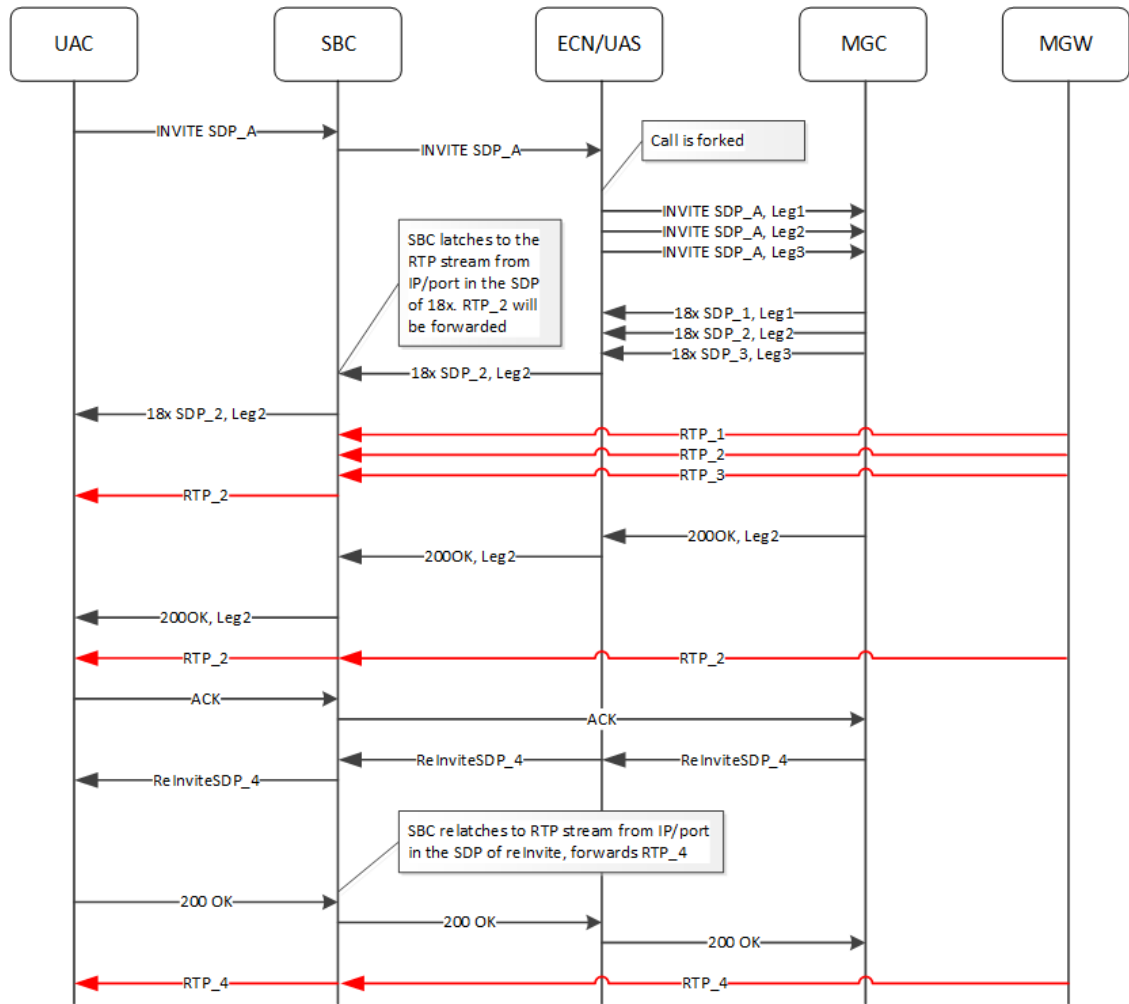 UAC
SBC
ECN/UAS
MGC
MGW
INVITE SDP_A
INVITE SDP_A
Call is forked
INVITE SDP_A, Leg1
INVITE SDP_A, Leg2
INVITE SDP_A, Leg3
SBC latches to the
RTP stream from
IP/port in the SDP
of 18x. RTP_2 will
be forwarded
18x SDP_1, Leg1
18x SDP_2, Leg2
18x SDP_3, Leg3
18x SDP_2, Leg2
18x SDP_2, Leg2
RTP_1
RTP_2
RTP_3
RTP_2
200OK, Leg2
200OK, Leg2
200OK, Leg2
RTP_2
RTP_2
ACK
ACK
ReInviteSDP_4
ReInviteSDP_4
ReInviteSDP_4
SBC relatches to RTP stream from IP/port
in the SDP of reInvite, forwards RTP_4
200 OK
200 OK
200 OK
RTP_4
RTP_4